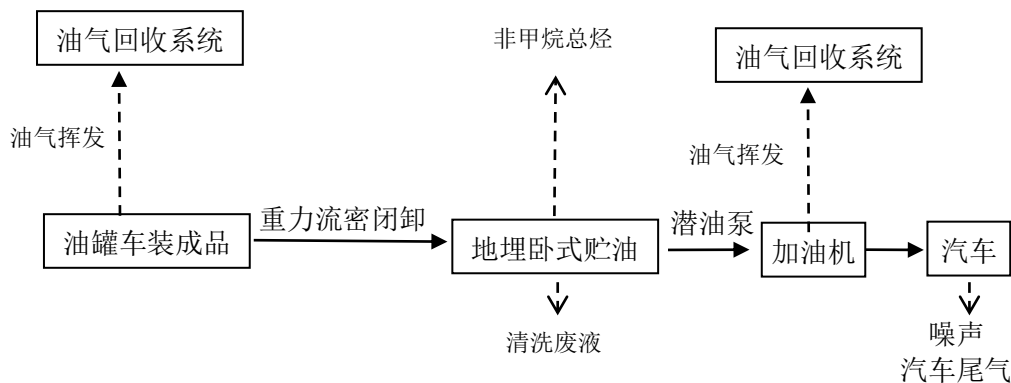 油气回收系统
非甲烷总烃
油气回收系统
油气挥发
油气挥发
重力流密闭卸
潜油泵
油罐车装成品
地埋卧式贮油
加油机
汽车
清洗废液
噪声
汽车尾气